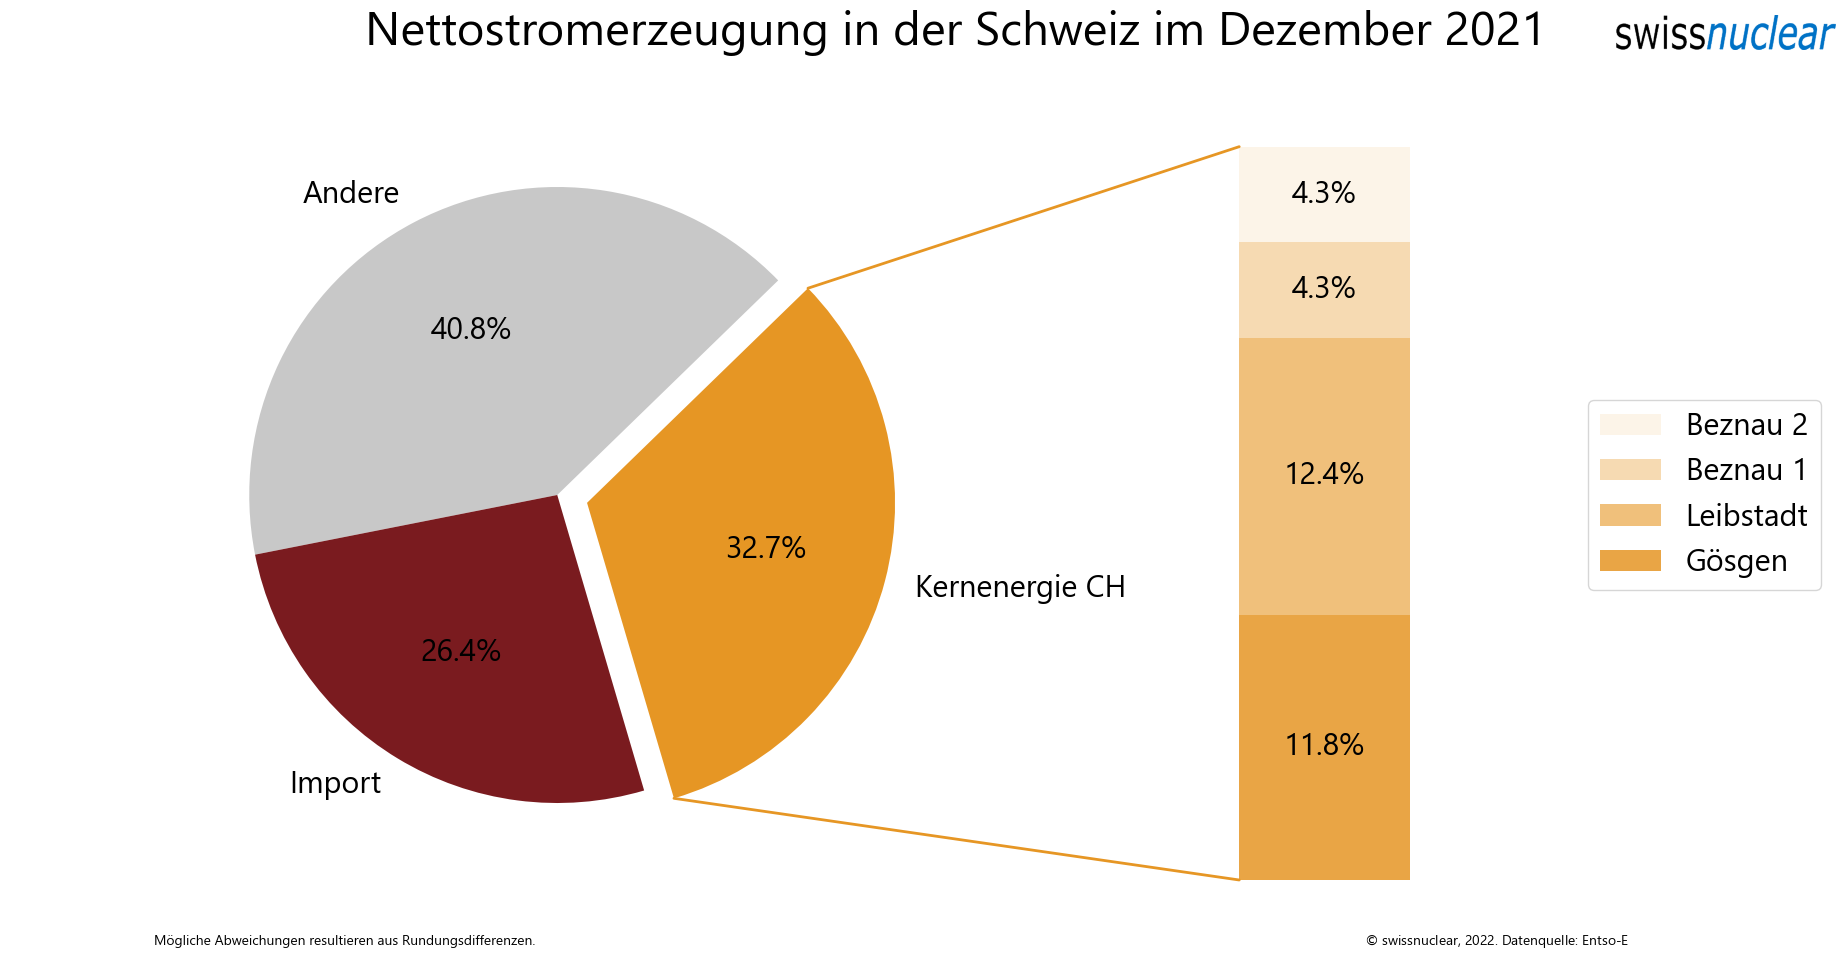 Nettostromerzeugung in der Schweiz im Dezember 2021
swissnuclear
Andere
40.8%
32.7%
Kernenergie CH
26.4%
Import
4.3%
4.3%
12.4%
11.8%
Beznau 2
Beznau 1
Leibstadt
Gösgen
Mögliche Abweichungen resultieren aus Rundungsdifferenzen.
© swissnuclear, 2022. Datenquelle: Entso-E